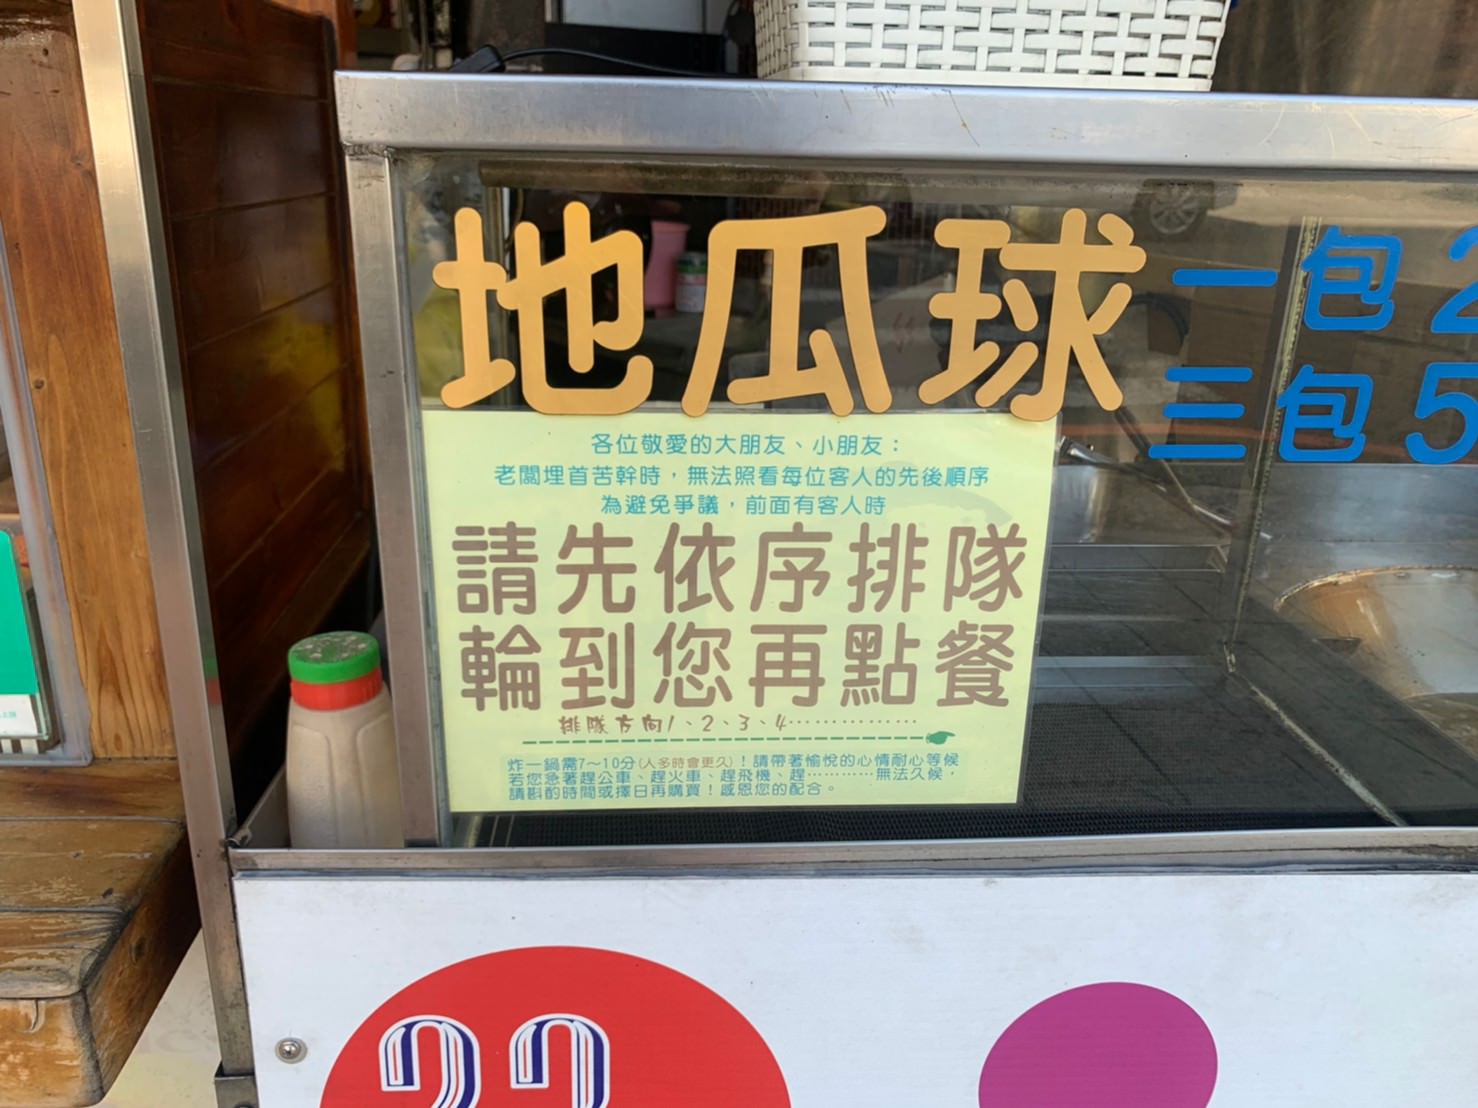 地瓜球
一包2
三包5
各位敬愛的大朋友、小朋友：
老闆埋首苦幹時，無法照看每位客人的先後順序
為避免爭議，前面有客人時
請先依序排隊
輪到您再點餐
排隊方向1、2、3、4……………
炸一鍋需7～10分(人多時會更久)！請帶著愉悅的心情耐心等候
若您急著趕公車、趕火車、趕飛機、趕…………無法久候，
請斟酌時間或擇日再購買！感恩您的配合。